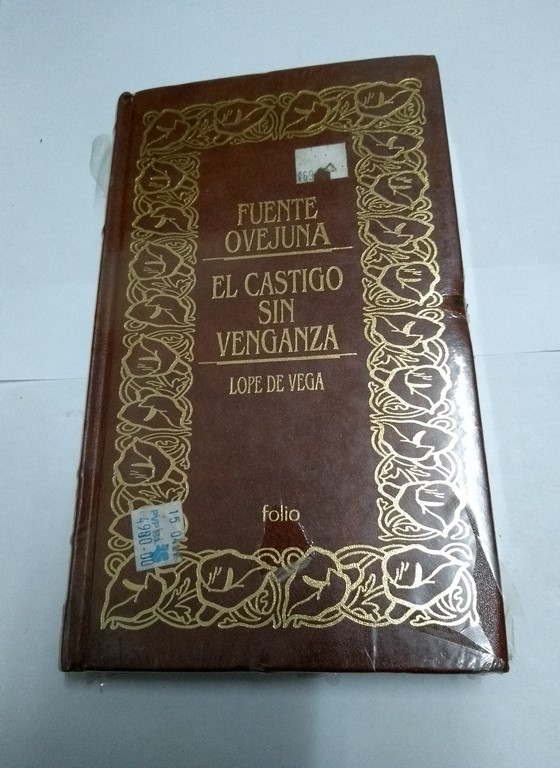 FUENTE
OVEJUNA
EL CASTIGO
SIN
VENGANZA
LOPE DE VEGA
folio